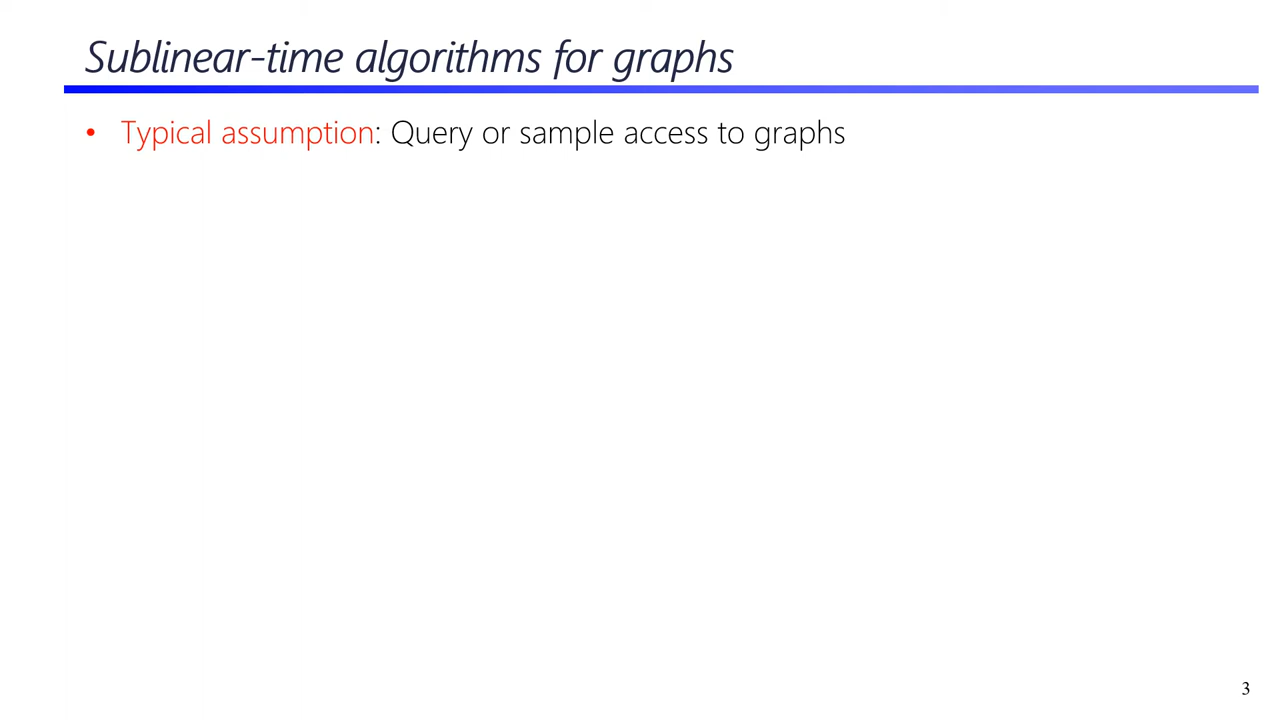 Sublinear-time algorithms for graphs
• Typical assumption: Query or sample access to graphs
3